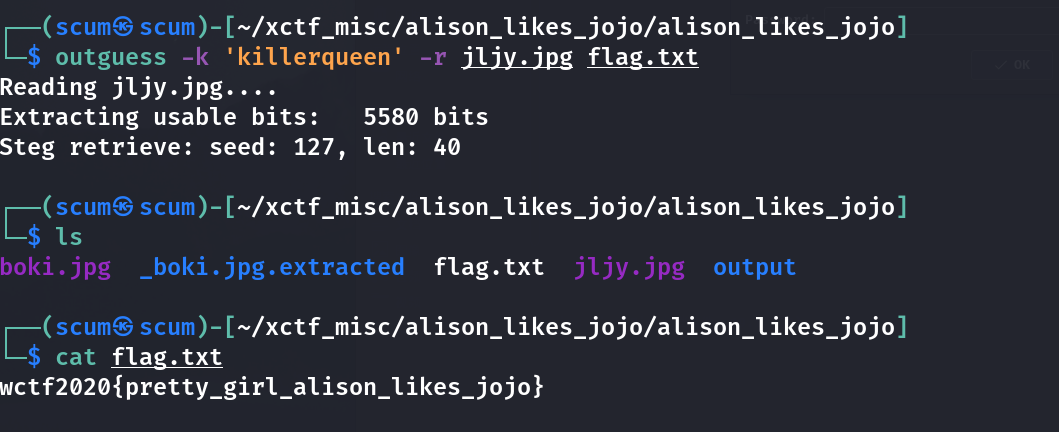 ┌──(scum㉿scum)-[~/xctf_misc/alison_likes_jojo/alison_likes_jojo]
└─$ outguess -k 'killerqueen' -r jljy.jpg flag.txt
Reading jljy.jpg....
Extracting usable bits:   5580 bits
Steg retrieve: seed: 127, len: 40
┌──(scum㉿scum)-[~/xctf_misc/alison_likes_jojo/alison_likes_jojo]
└─$ ls
boki.jpg  _boki.jpg.extracted  flag.txt  jljy.jpg  output
┌──(scum㉿scum)-[~/xctf_misc/alison_likes_jojo/alison_likes_jojo]
└─$ cat flag.txt
wctf2020{pretty_girl_alison_likes_jojo}